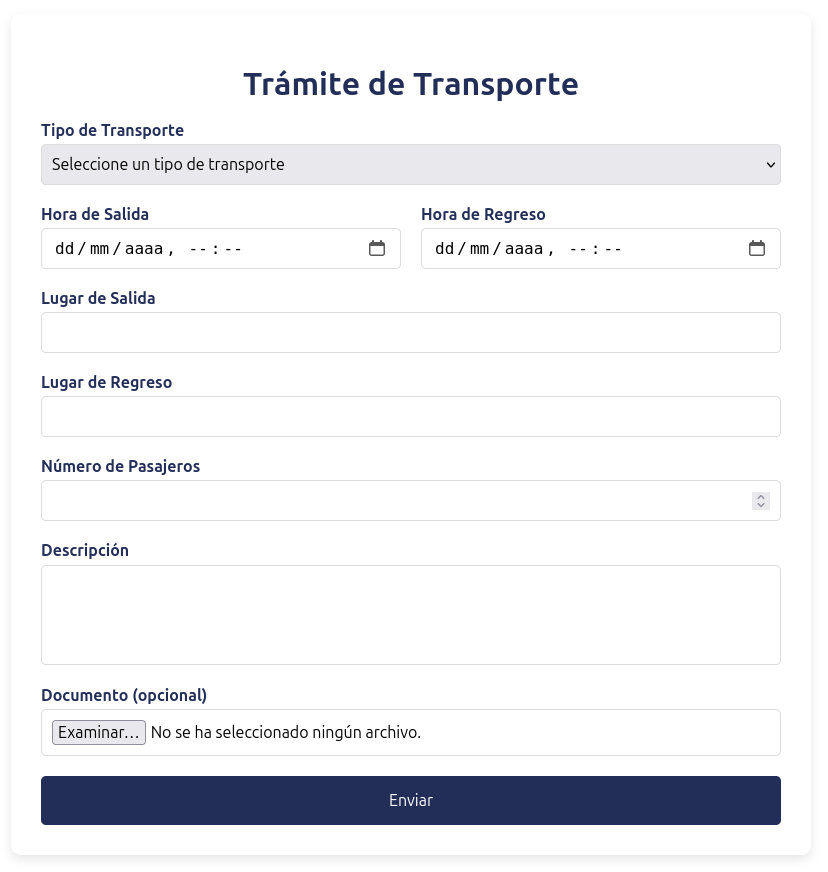 Trámite de Transporte
Tipo de Transporte
Seleccione un tipo de transporte
Hora de Salida
Hora de Regreso
dd/mm/aaaa, --:--
dd/mm/aaaa, --:--
Lugar de Salida
Lugar de Regreso
Número de Pasajeros
Descripción
Documento (opcional)
Examinar... No se ha seleccionado ningún archivo.
Enviar